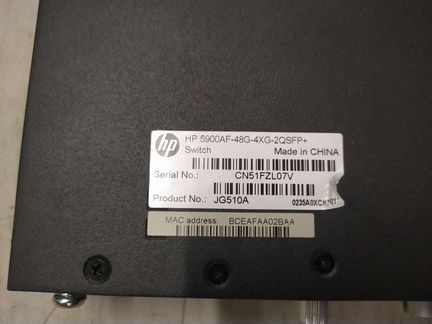 hp
HP 5900AF-48G-4XG-2QSFP+
Switch Made in CHINA
Serial No.: CN51FZL07V
Product No.: JG510A
MAC address: BCEAFAA02BAA